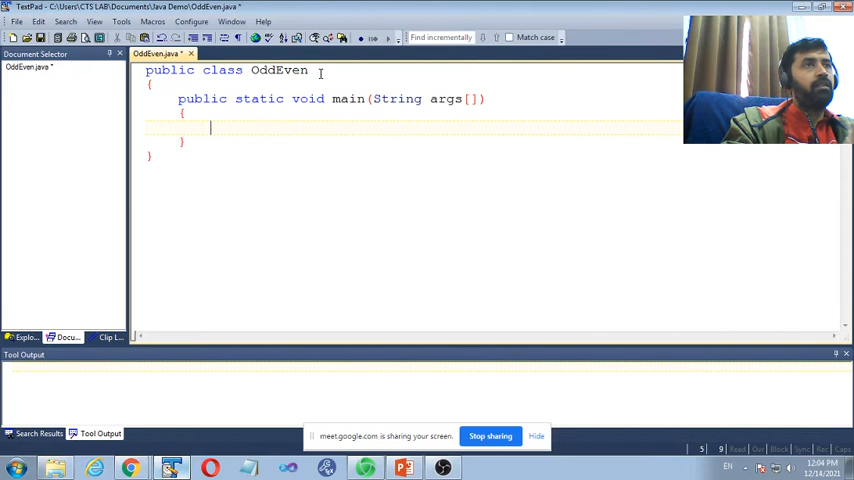 TextPad - C:\Users\CTS LAB\Documents\Java Demo\OddEven.java *
File Edit Search View Tools Macros Configure Window Help
Find incrementally Match case
Document Selector
OddEven.java *
OddEven.java *
public class OddEven
{
public static void main(String args[])
{
}
}
Explo... Docu... Clip L...
Tool Output
Search Results Tool Output
meet.google.com is sharing your screen. Stop sharing Hide
5 9 Read Ovr Block Sync Rec Caps
EN 12:04 PM
12/14/2021